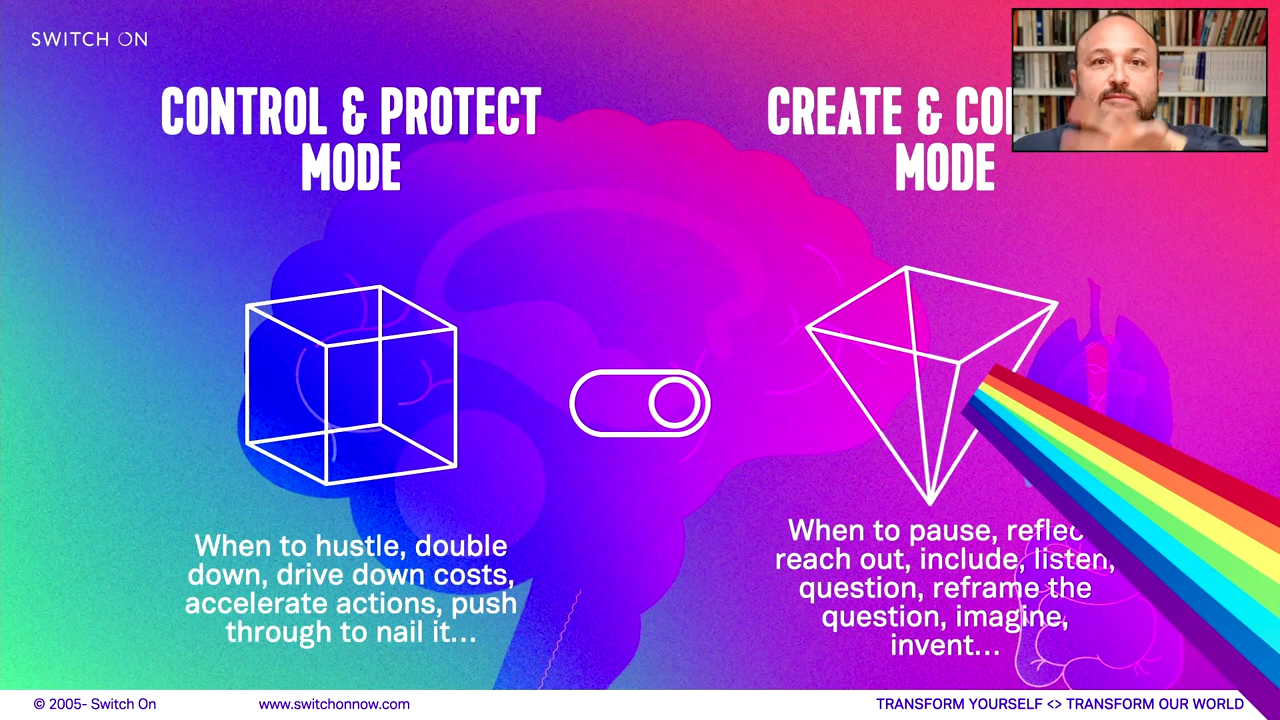 SWITCH ON
CONTROL & PROTECT
MODE
CREATE &
MODE
When to hustle, double
down, drive down costs,
accelerate actions, push
through to nail it...
When to pause,
reach out, include, listen,
question, reframe the
question, imagine,
invent...
© 2005- Switch On
www.switchonnow.com
TRANSFORM YOURSELF <> TRANSFORM OUR WORLD